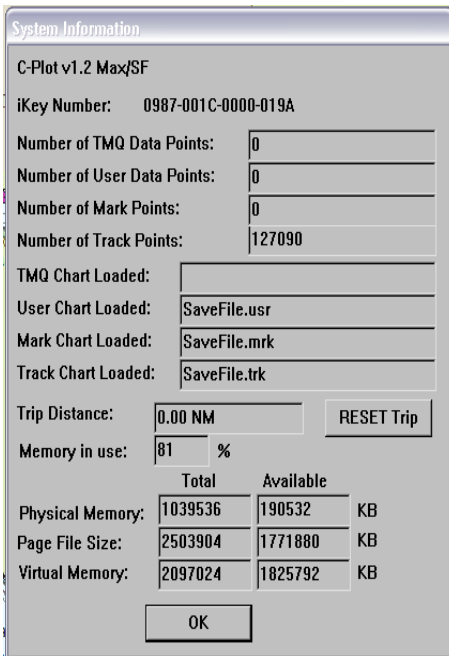 System Information
C-Plot v1.2 Max/SF
iKey Number: 0987-001C-0000-019A
Number of TMQ Data Points: 0
Number of User Data Points: 0
Number of Mark Points: 0
Number of Track Points: 127090
TMQ Chart Loaded:
User Chart Loaded: SaveFile.usr
Mark Chart Loaded: SaveFile.mrk
Track Chart Loaded: SaveFile.trk
Trip Distance: 0.00 NM RESET Trip
Memory in use: 81 %
Total Available
Physical Memory: 1039536 190532 KB
Page File Size: 2503904 1771880 KB
Virtual Memory: 2097024 1825792 KB
OK